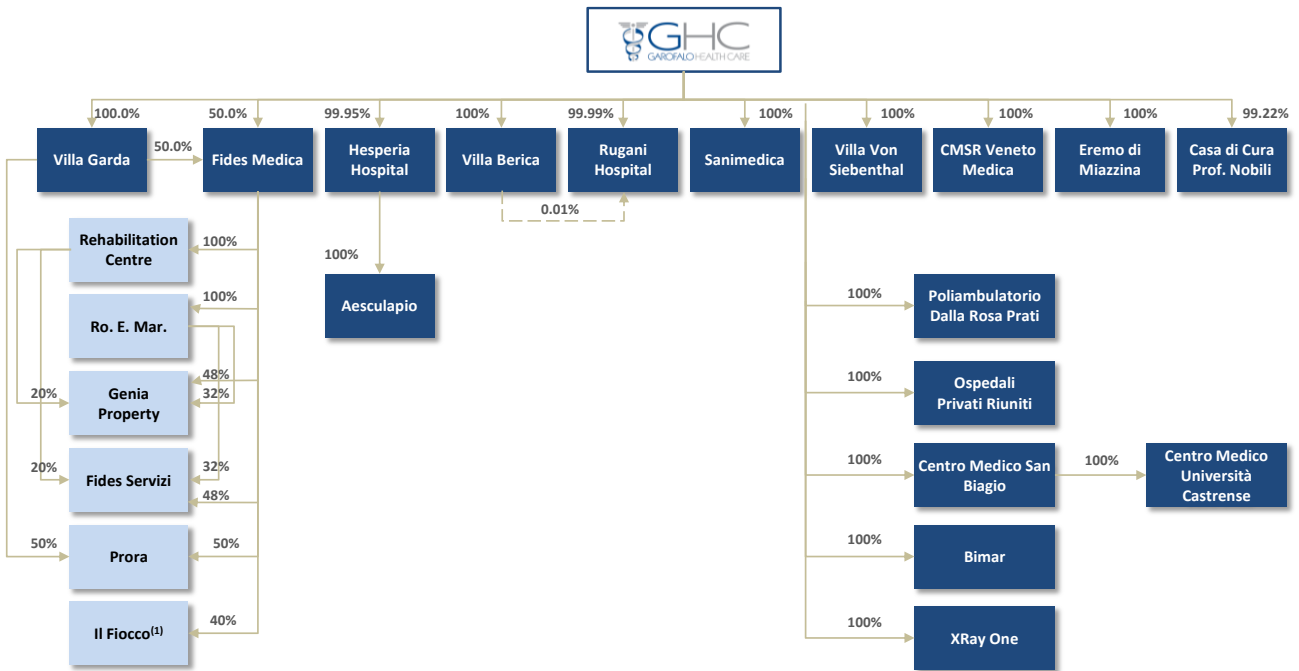 GHC
GAROFALO HEALTH CARE
100.0%
50.0%
99.95%
100%
99.99%
100%
100%
100%
100%
99.22%
Villa Garda
50.0%
Fides Medica
Hesperia
Hospital
Villa Berica
Rugani
Hospital
Sanimedica
Villa Von
Siebenthal
CMSR Veneto
Medica
Eremo di
Miazzina
Casa di Cura
Prof. Nobili
0.01%
Rehabilitation
Centre
100%
100%
Aesculapio
Ro. E. Mar.
100%
Genia
Property
20%
48%
32%
Fides Servizi
20%
32%
48%
Prora
50%
50%
Il Fiocco(1)
40%
100%
Poliambulatorio
Dalla Rosa Prati
100%
Ospedali
Privati Riuniti
100%
Centro Medico San
Biagio
100%
Centro Medico
Università
Castrense
100%
Bimar
100%
XRay One